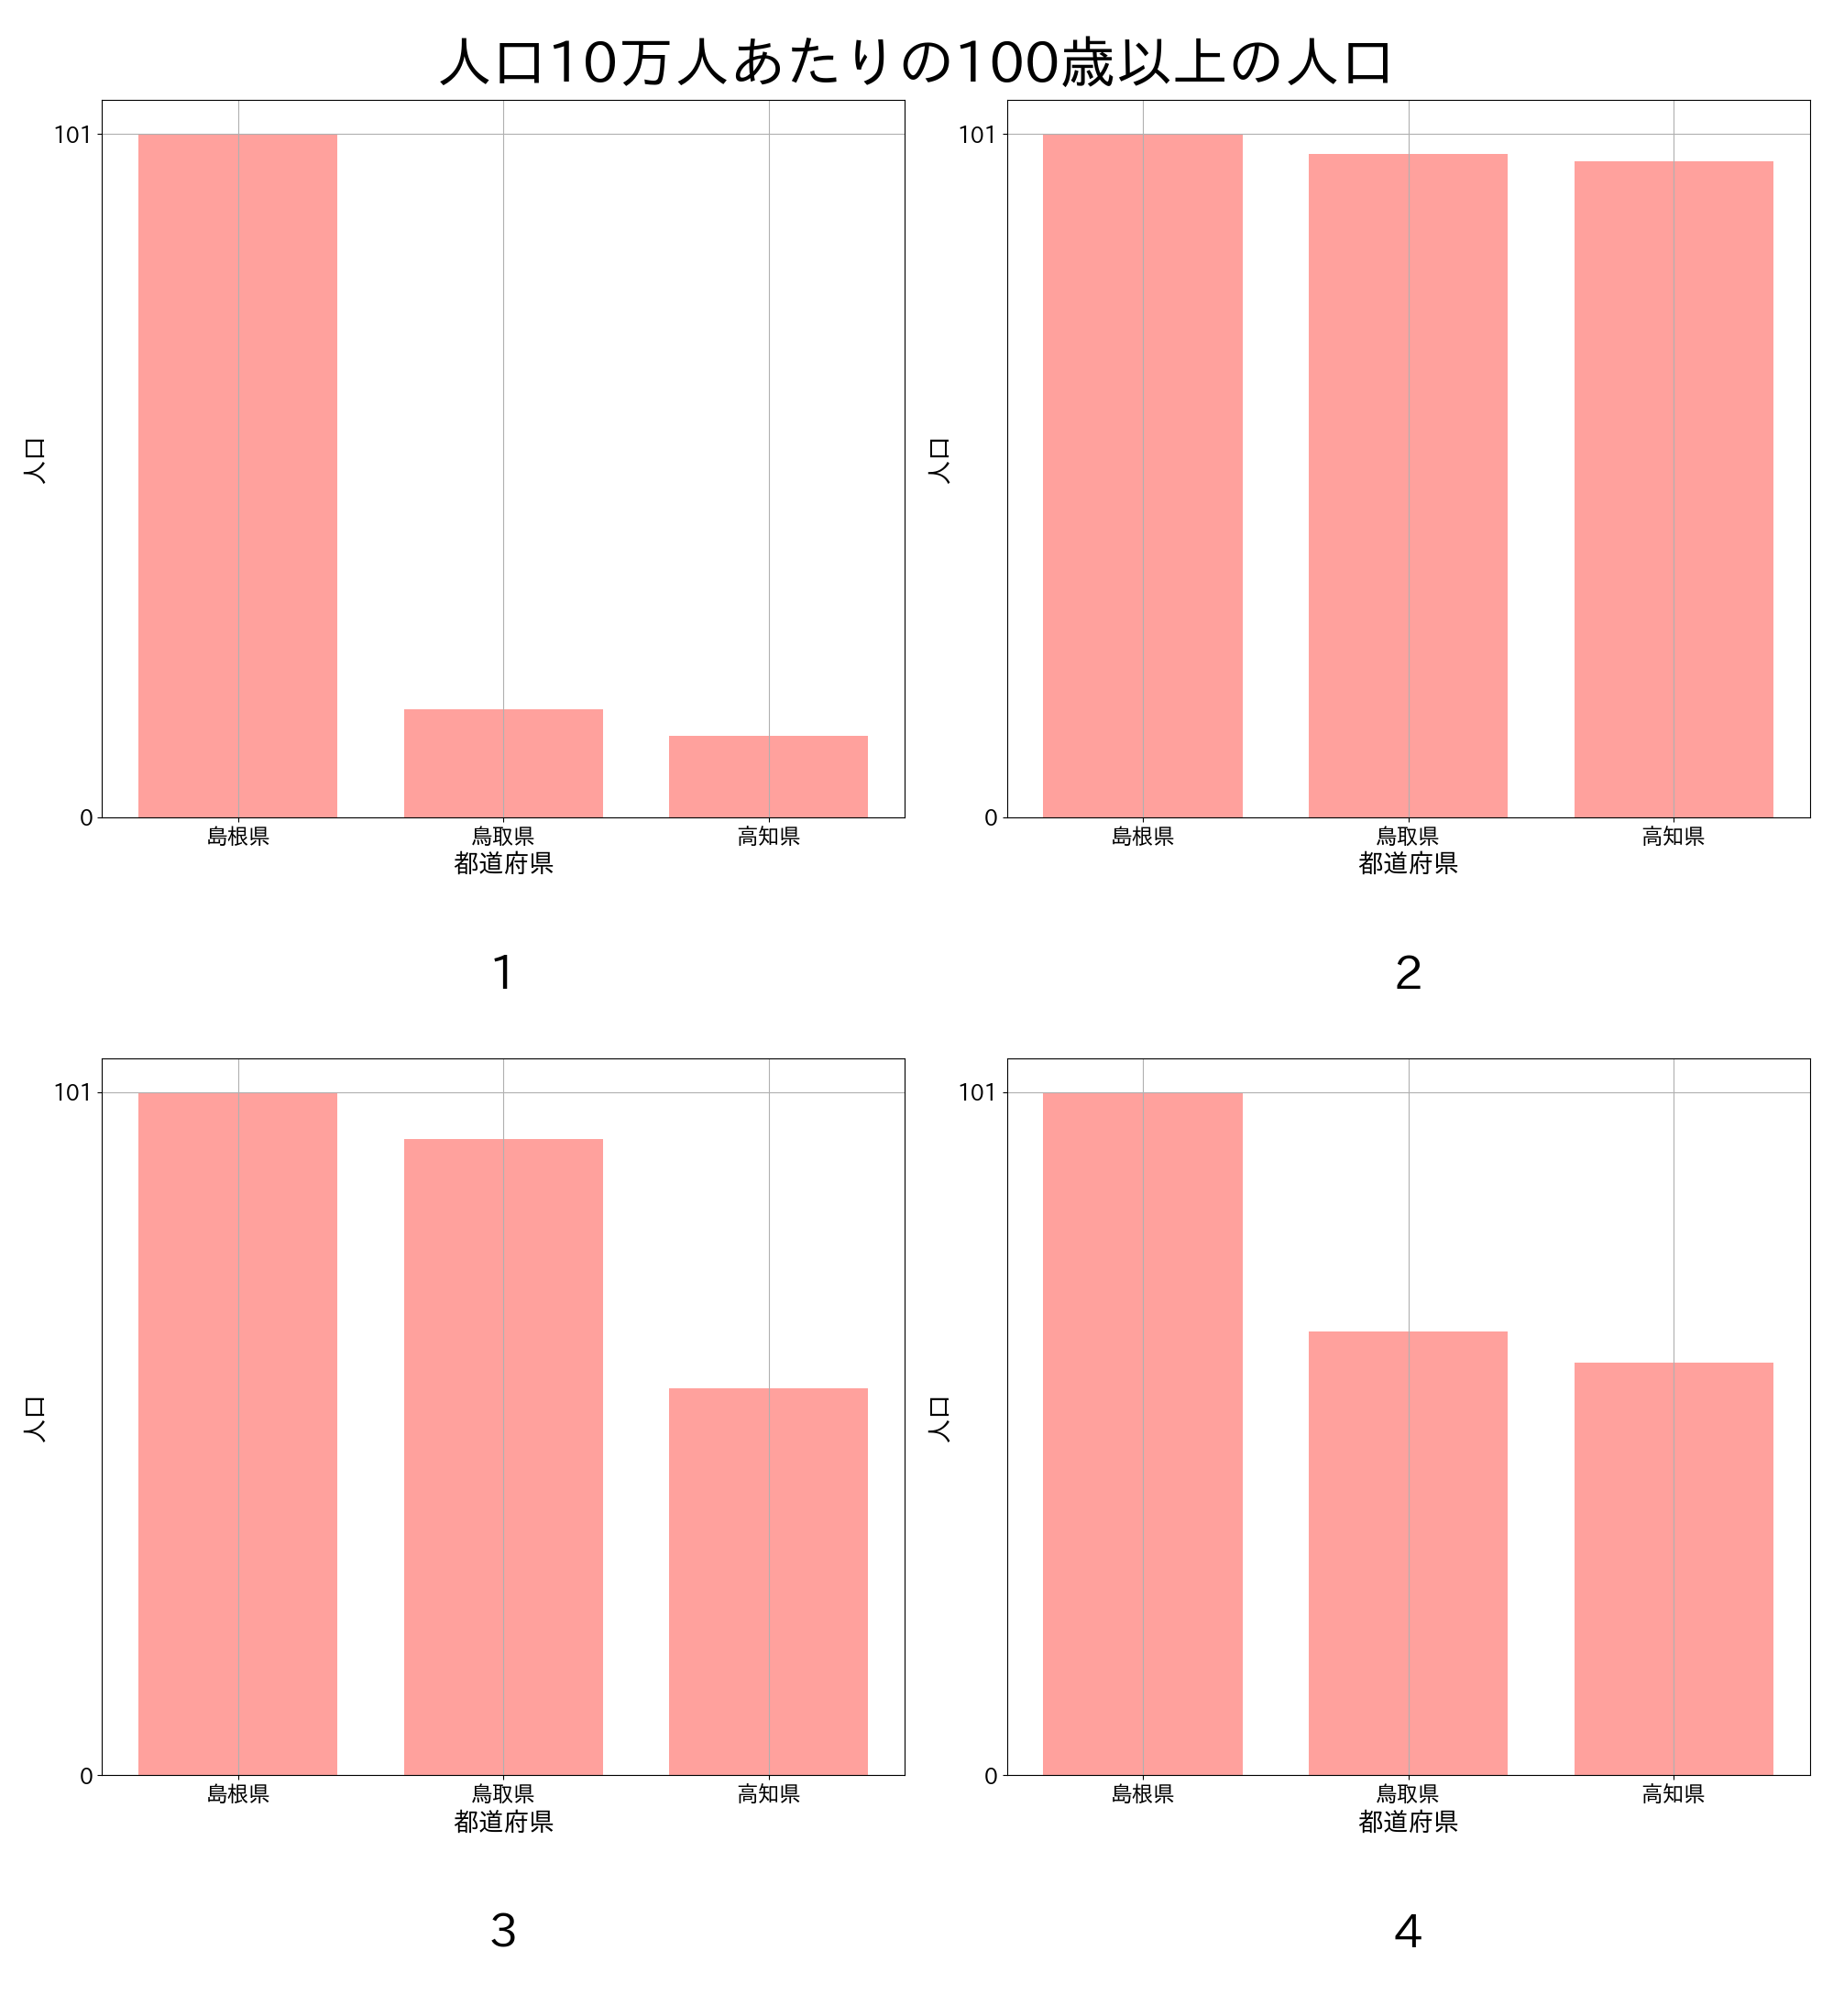 人口10万人あたりの100歳以上の人口
101
0
人口
島根県 鳥取県 高知県
都道府県
1
101
0
人口
島根県 鳥取県 高知県
都道府県
2
101
0
人口
島根県 鳥取県 高知県
都道府県
3
101
0
人口
島根県 鳥取県 高知県
都道府県
4